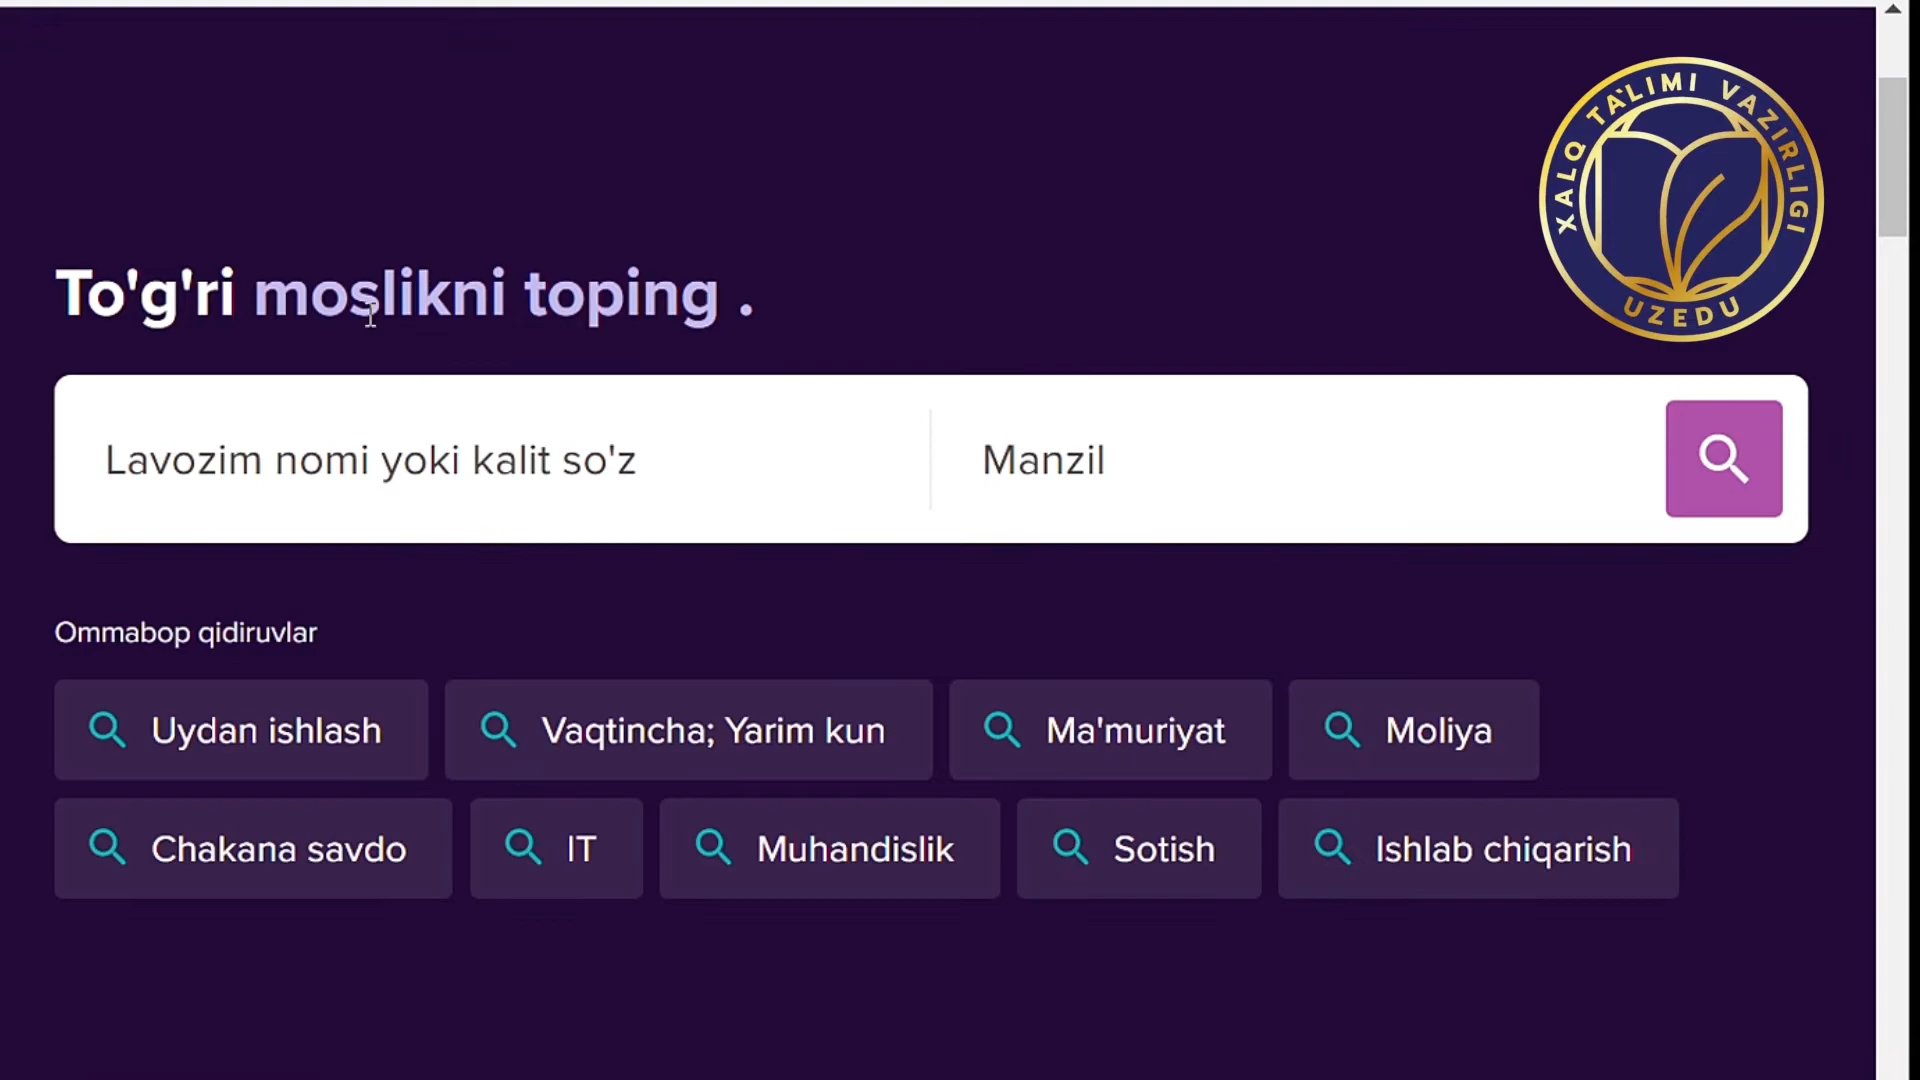 XALQ TA'LIMI VAZIRLIGI
UZEDU
To'g'ri moslikni toping .
Lavozim nomi yoki kalit so'z
Manzil
Ommabop qidiruvlar
Uydan ishlash
Vaqtincha; Yarim kun
Ma'muriyat
Moliya
Chakana savdo
IT
Muhandislik
Sotish
Ishlab chiqarish